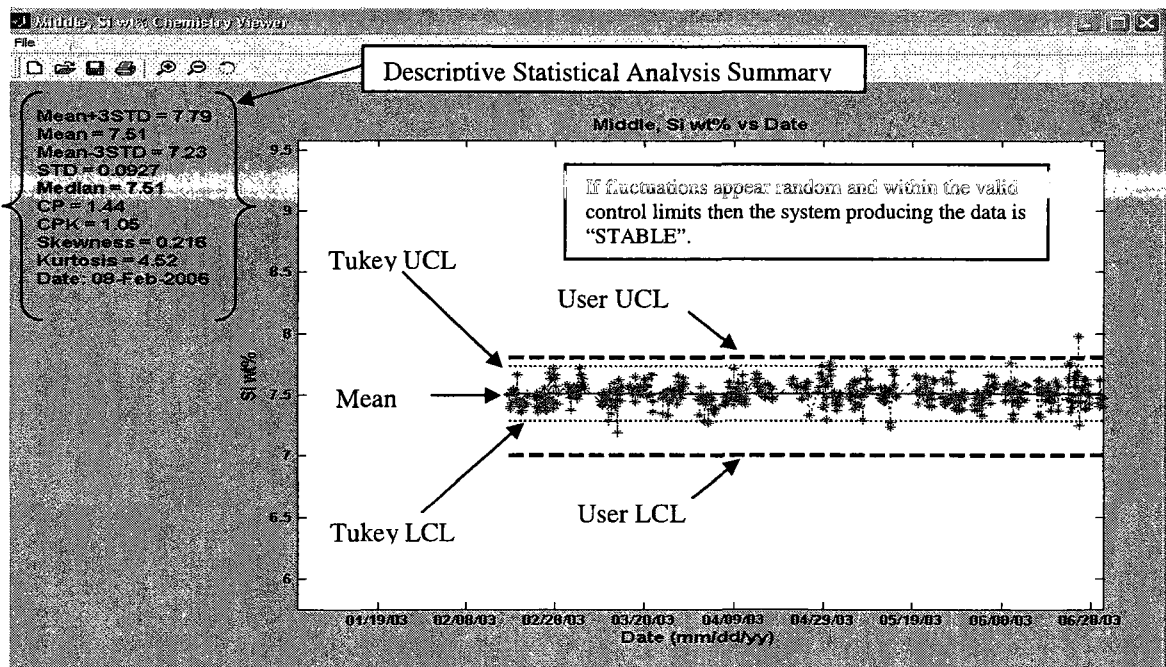 Middle, Si wt% Chemistry Viewer
File
Descriptive Statistical Analysis Summary
Mean+3STD = 7.79
Mean = 7.51
Mean-3STD = 7.23
STD = 0.0927
Median = 7.51
CP = 1.44
CPK = 1.05
Skewness = 0.216
Kurtosis = 4.52
Date: 08-Feb-2006
Middle, Si wt% vs Date
If fluctuations appear random and within the valid
control limits then the system producing the data is
"STABLE".
Tukey UCL
User UCL
Mean
Tukey LCL
User LCL
Si wt%
9.5
9
8.5
8
7.5
7
6.5
6
01/19/03 02/08/03 02/28/03 03/20/03 04/09/03 04/29/03 05/19/03 06/08/03 06/28/03
Date (mm/dd/yy)